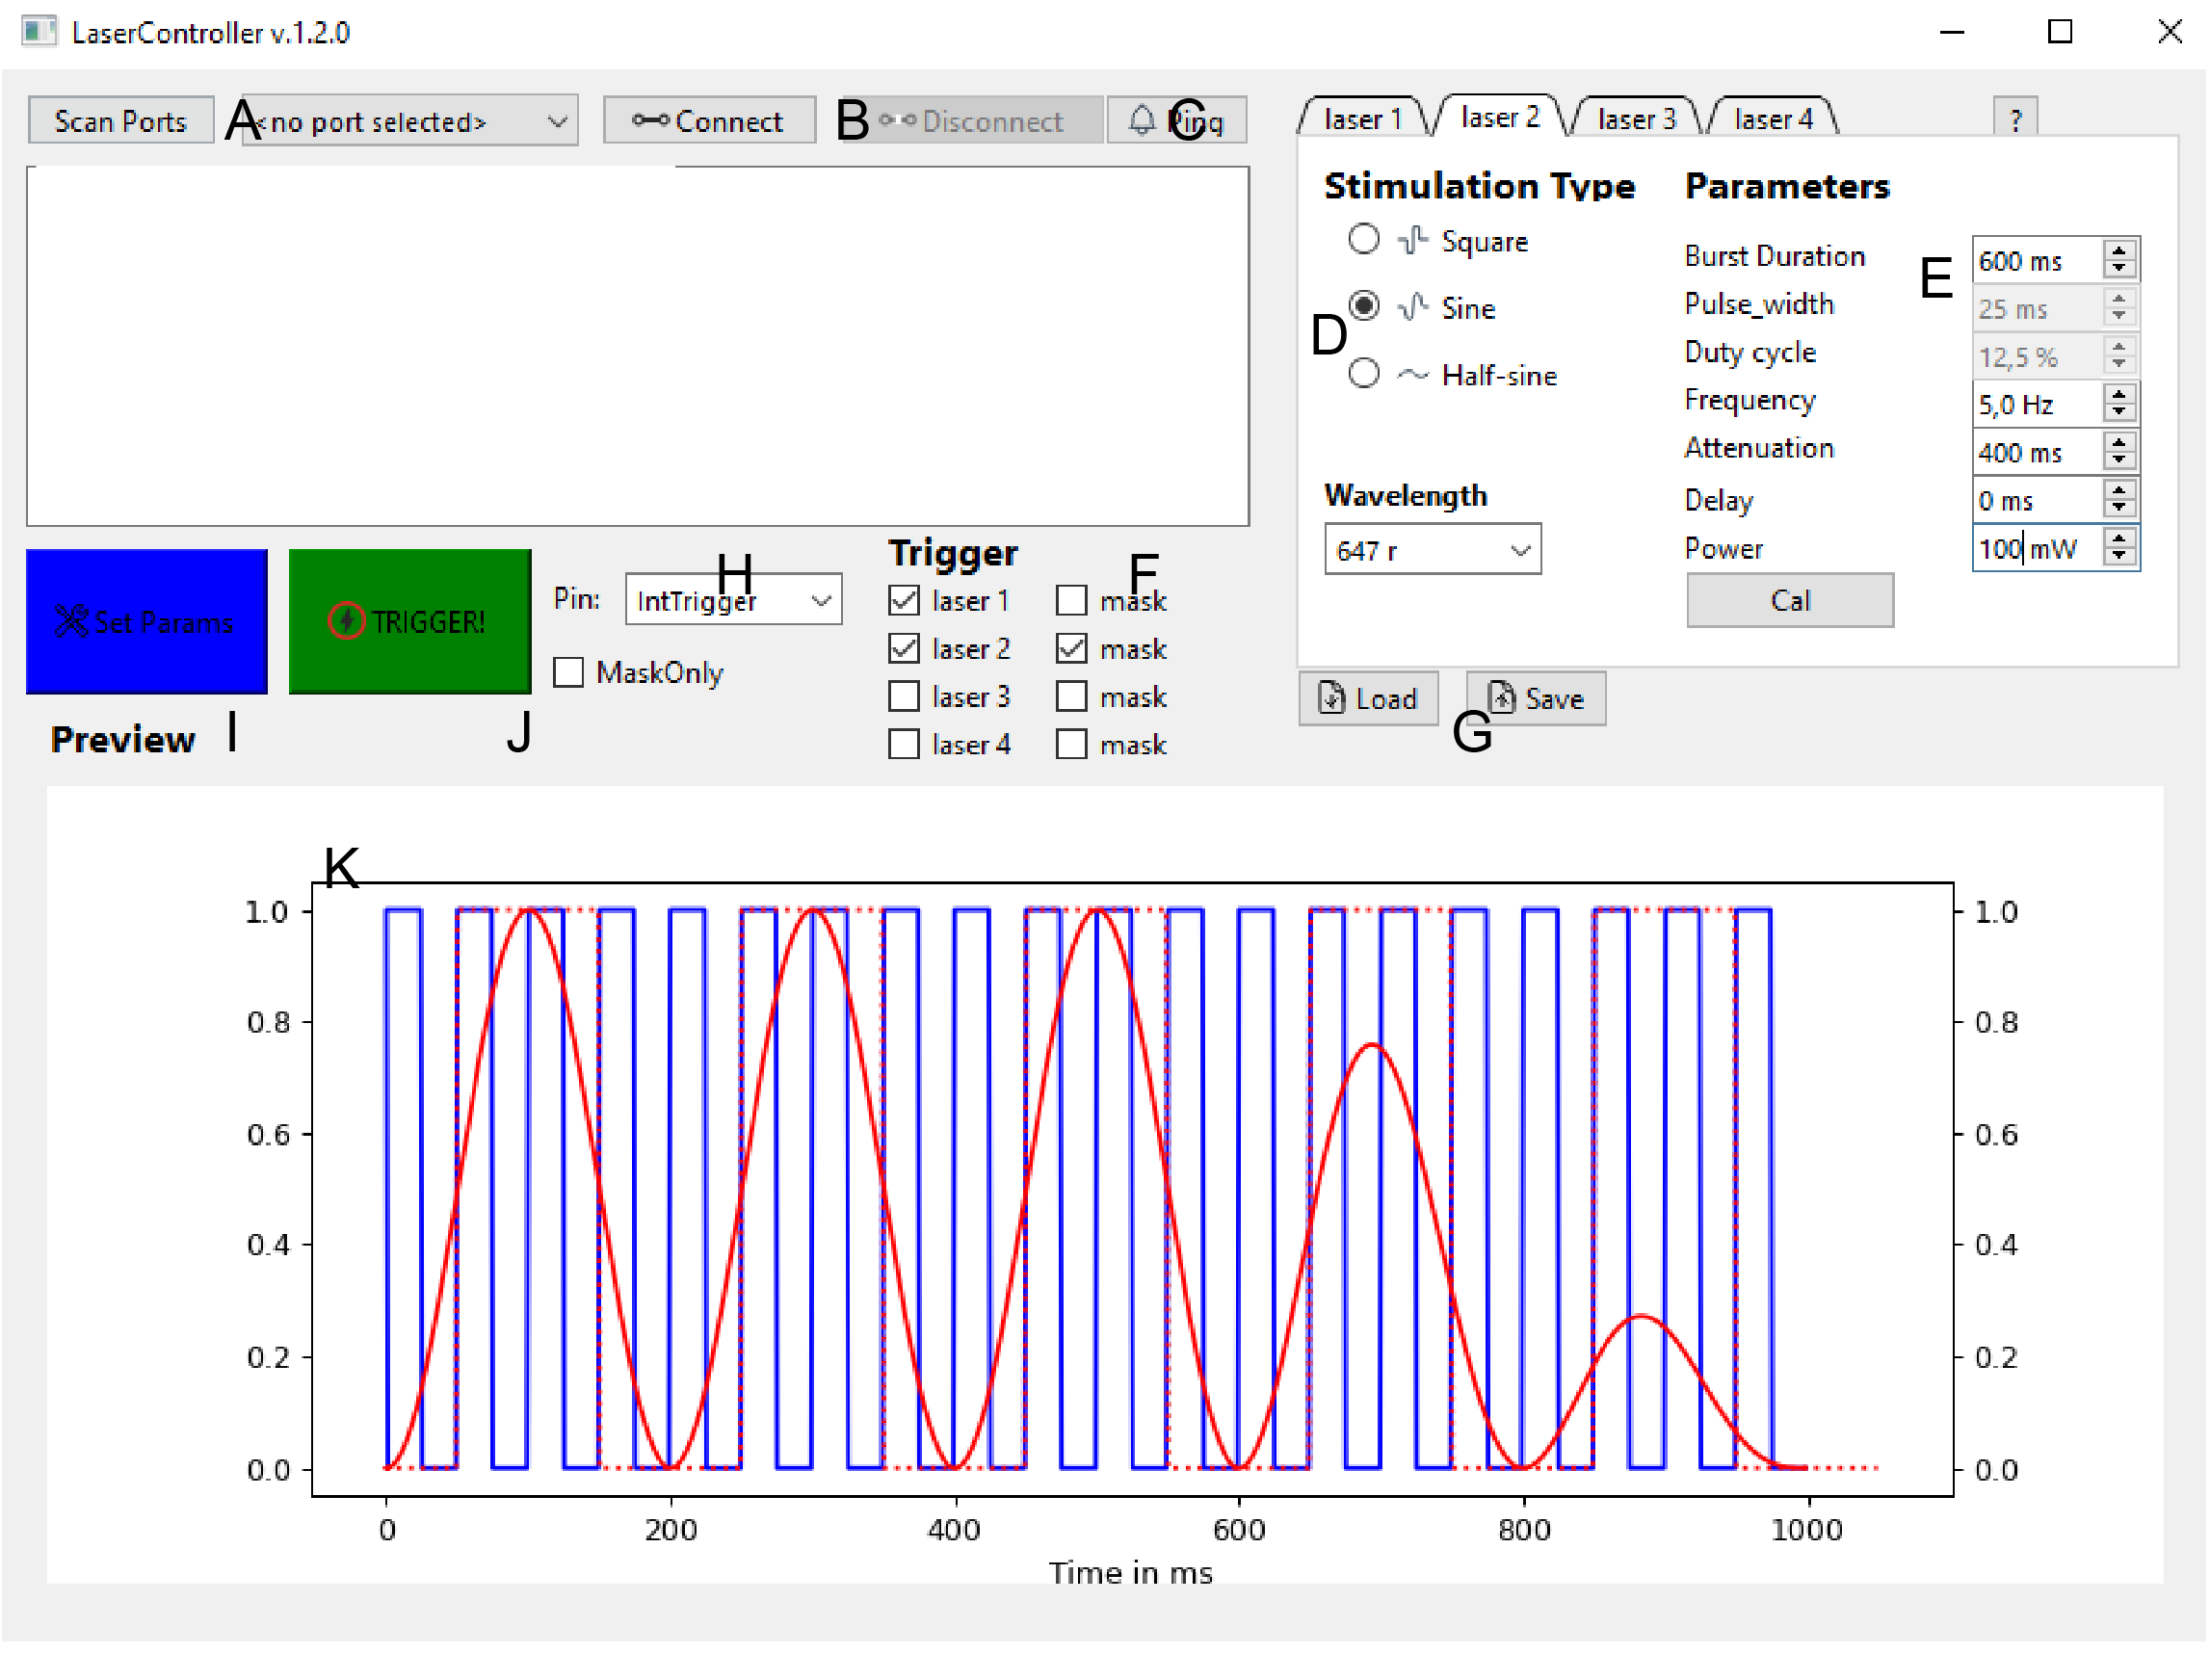 LaserController v.1.2.0
Scan Ports
A
<no port selected>
Connect
B
Disconnect
Ping
C
laser 1
laser 2
laser 3
laser 4
?
Stimulation Type
Square
Sine
D
Half-sine
Wavelength
647 r
Parameters
E
Burst Duration 600 ms
Pulse_width 25 ms
Duty cycle 12,5 %
Frequency 5,0 Hz
Attenuation 400 ms
Delay 0 ms
Power 100 mW
Cal
Set Params
TRIGGER!
Pin: IntTrigger
H
MaskOnly
Trigger
F
laser 1 mask
laser 2 mask
laser 3 mask
laser 4 mask
Load
Save
G
Preview
I
J
K
1.0 1.0
0.8 0.8
0.6 0.6
0.4 0.4
0.2 0.2
0.0 0.0
0 200 400 600 800 1000
Time in ms